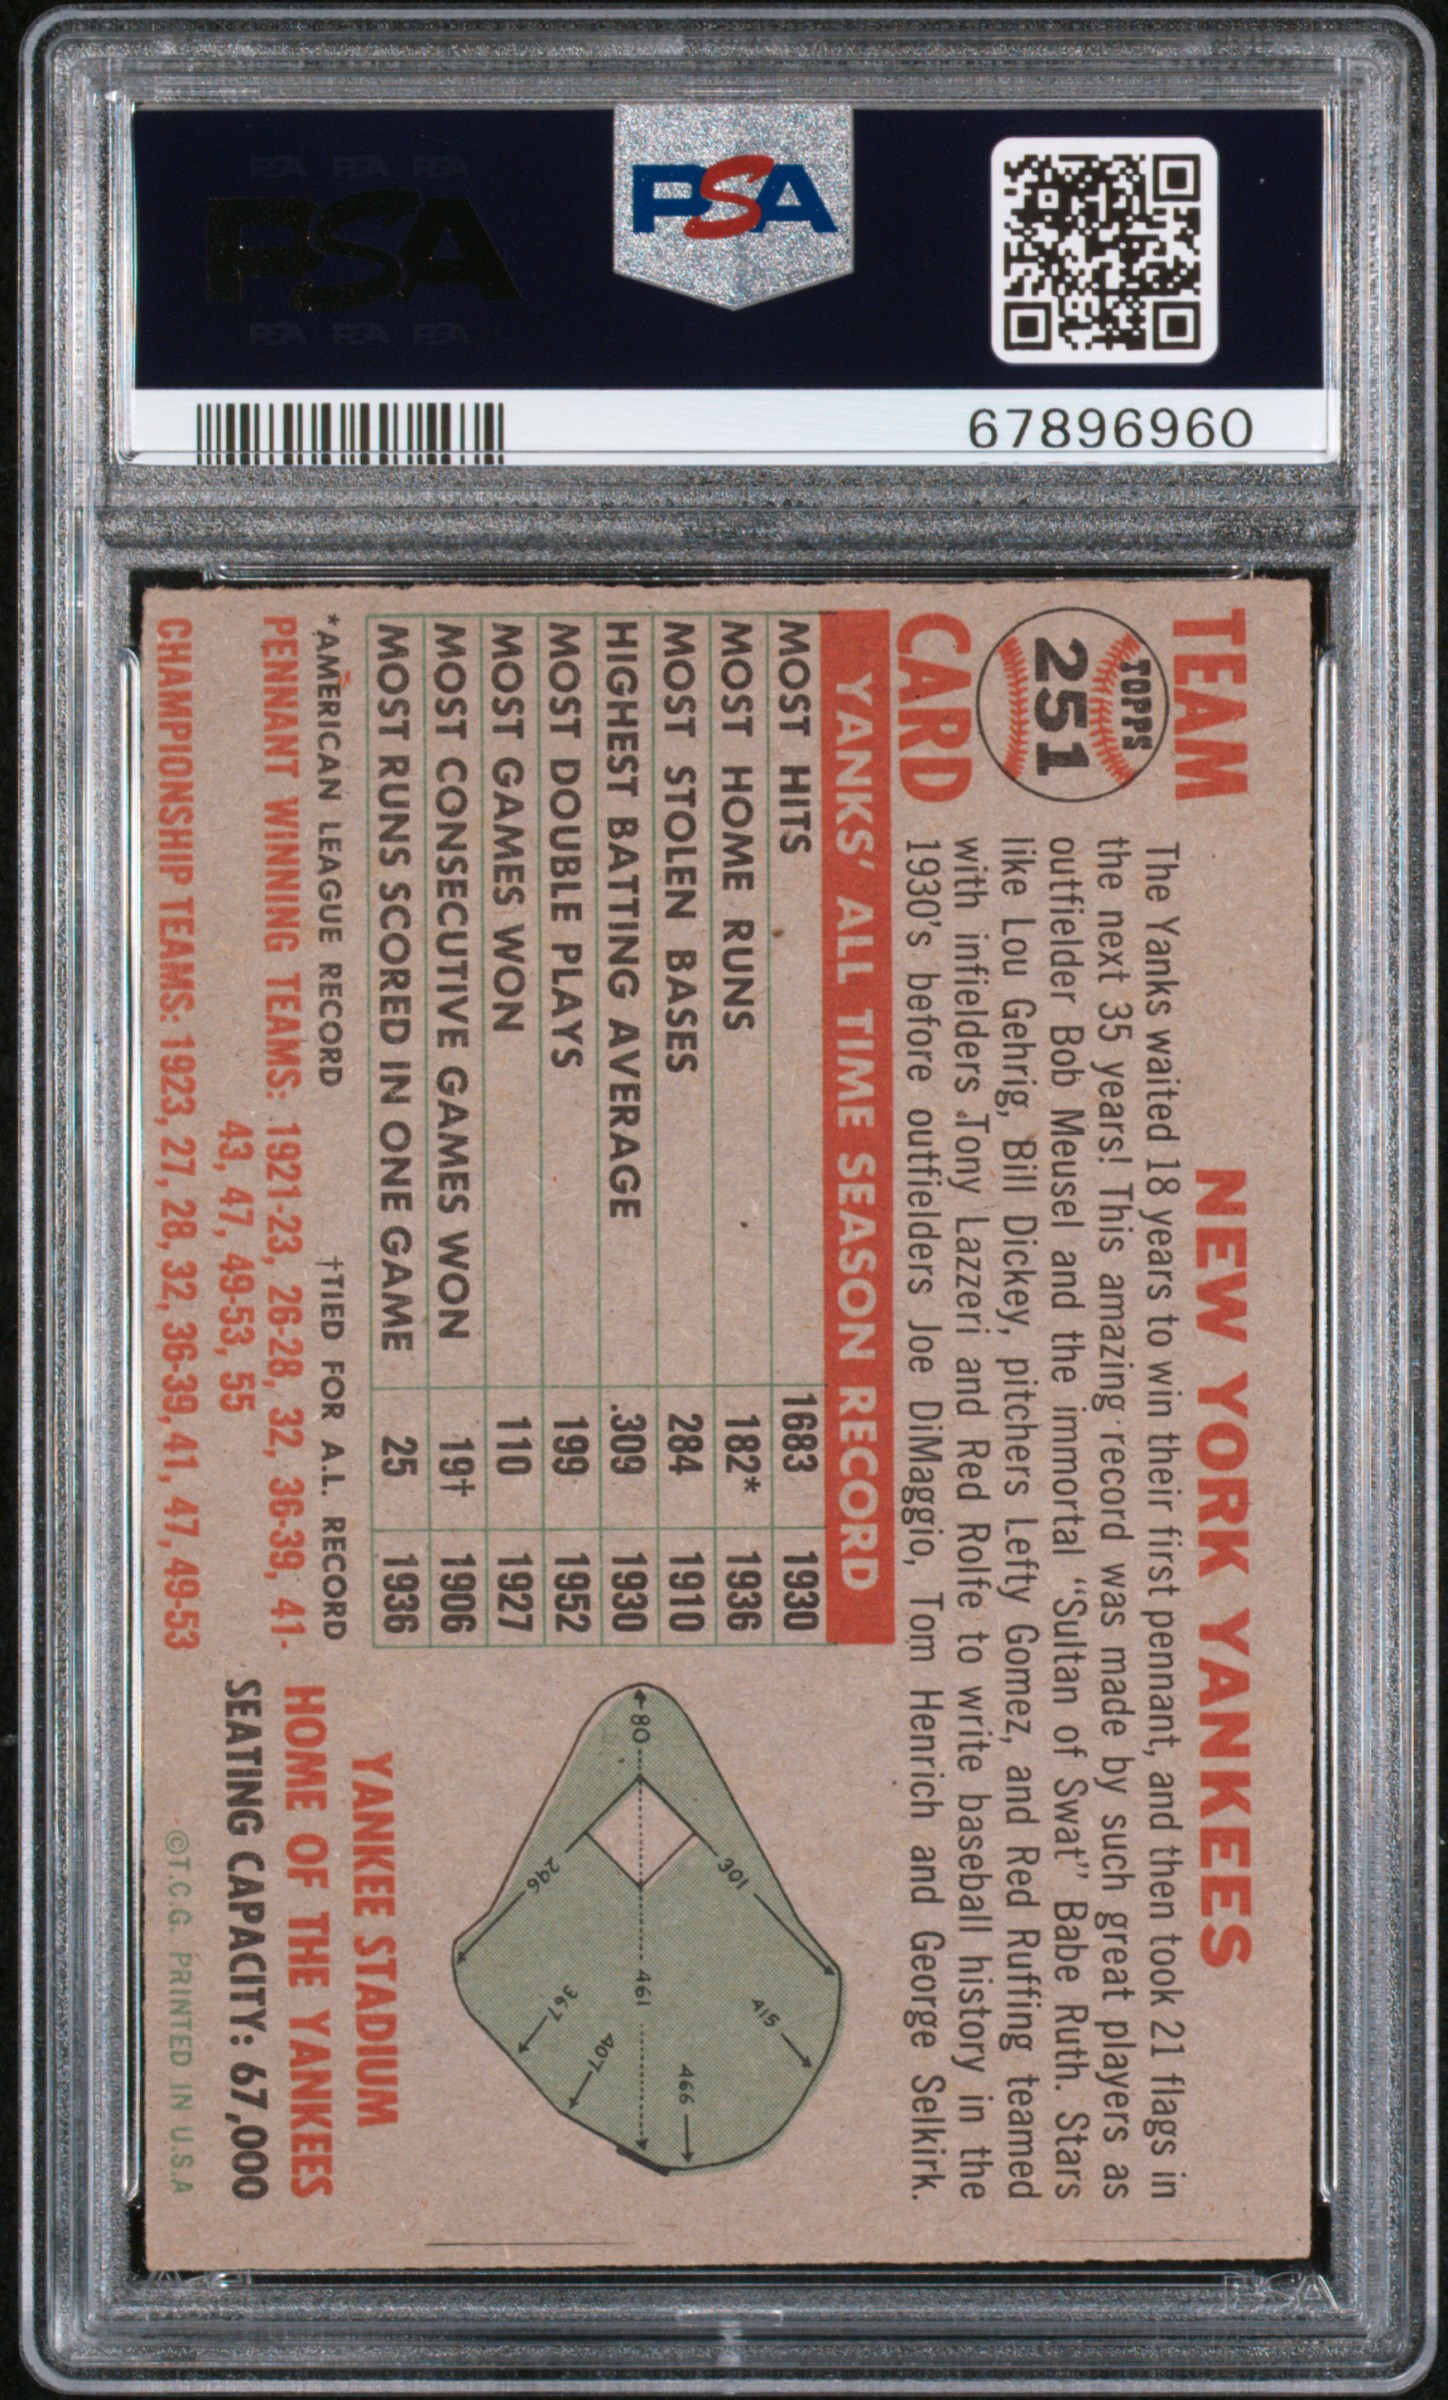 PSA PSA PSA
PSA
PSA PSA PSA
PSA
67896960
TEAM
TOPPS
251
CARD
NEW YORK YANKEES
The Yanks waited 18 years to win their first pennant, and then took 21 flags in
the next 35 years! This amazing record was made by such great players as
outfielder Bob Meusel and the immortal "Sultan of Swat" Babe Ruth. Stars
like Lou Gehrig, Bill Dickey, pitchers Lefty Gomez, and Red Ruffing teamed
with infielders Tony Lazzeri and Red Rolfe to write baseball history in the
1930's before outfielders Joe DiMaggio, Tom Henrich and George Selkirk.
YANKS' ALL TIME SEASON RECORD
MOST HITS 1683 1930
MOST HOME RUNS 182* 1936
MOST STOLEN BASES 284 1910
HIGHEST BATTING AVERAGE .309 1930
MOST DOUBLE PLAYS 199 1952
MOST GAMES WON 110 1927
MOST CONSECUTIVE GAMES WON 19† 1906
MOST RUNS SCORED IN ONE GAME 25 1936
*AMERICAN LEAGUE RECORD †TIED FOR A.L. RECORD
PENNANT WINNING TEAMS: 1921-23, 26-28, 32, 36-39, 41-
43, 47, 49-53, 55
CHAMPIONSHIP TEAMS: 1923, 27, 28, 32, 36-39, 41, 47, 49-53
80
301
296
415
461
466
367
407
YANKEE STADIUM
HOME OF THE YANKEES
SEATING CAPACITY: 67,000
©T.C.G. PRINTED IN U.S.A
PSA